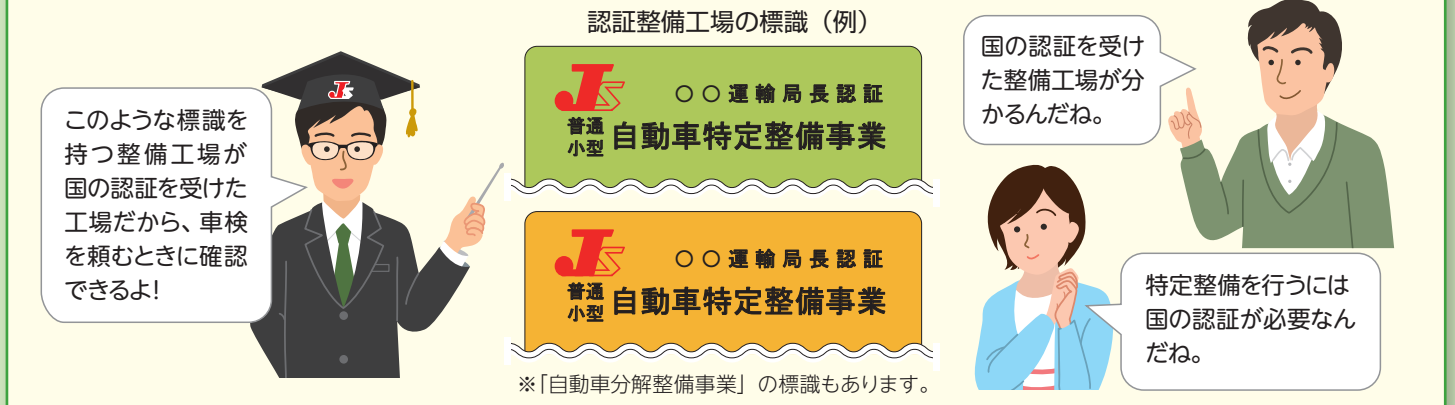 認証整備工場の標識（例）
このような標識を
持つ整備工場が
国の認証を受けた
工場だから、車検
を頼むときに確認
できるよ!
JS
JS
〇〇運輸局長認証
普通
小型
自動車特定整備事業
JS
〇〇運輸局長認証
普通
小型
自動車特定整備事業
※「自動車分解整備事業」の標識もあります。
国の認証を受け
た整備工場が分
かるんだね。
特定整備を行うには
国の認証が必要なん
だね。